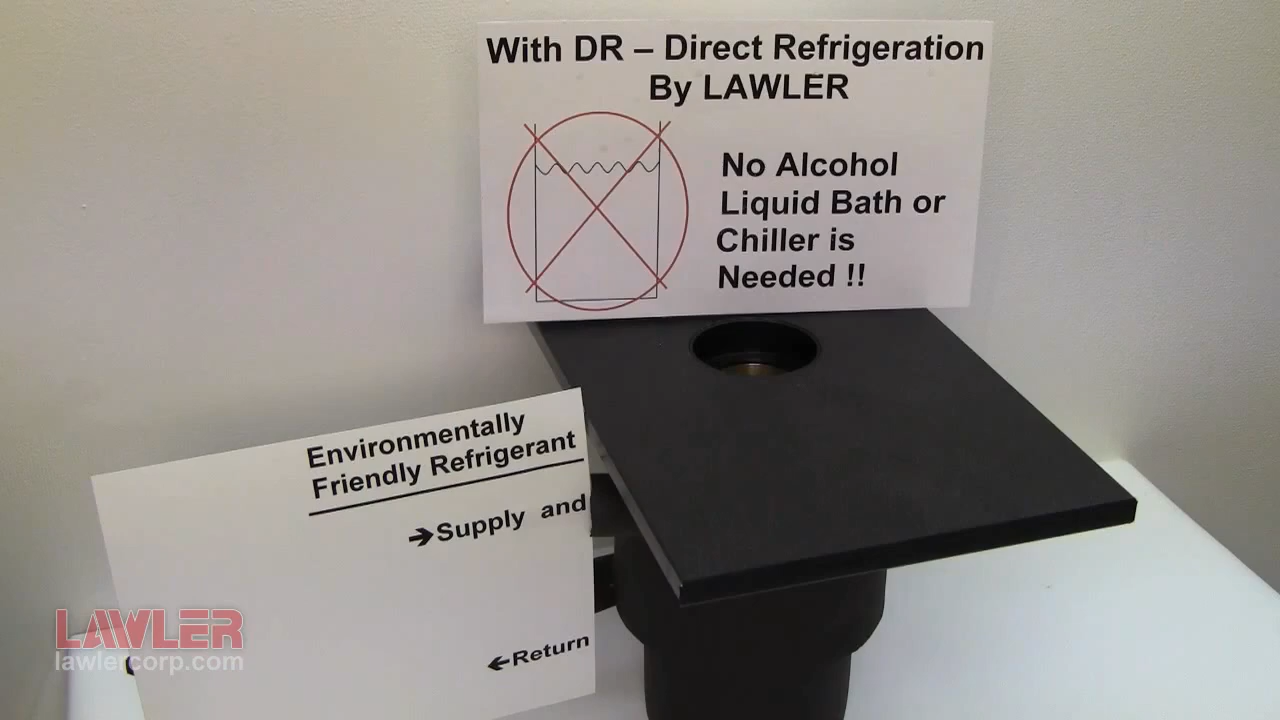 With DR – Direct Refrigeration
By LAWLER
No Alcohol
Liquid Bath or
Chiller is
Needed !!
Environmentally
Friendly Refrigerant
→Supply and
←Return
LAWLER
lawlercorp.com